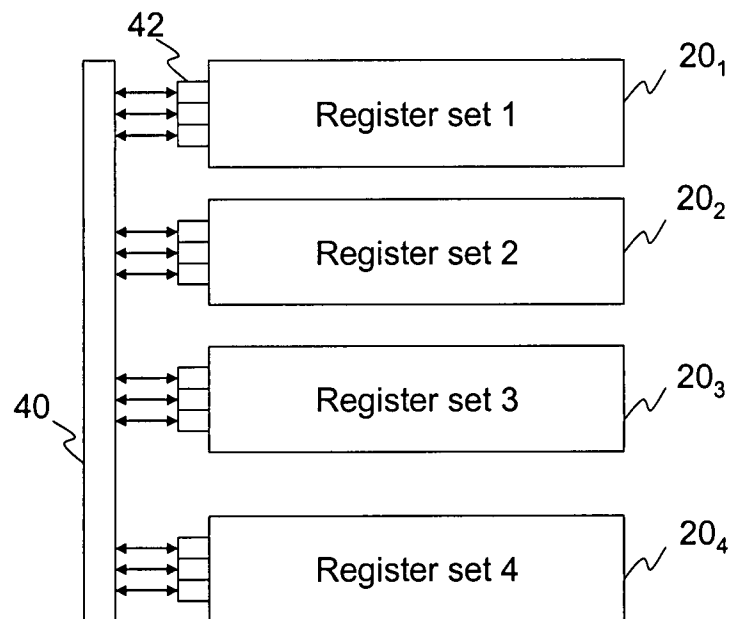 42
20₁
Register set 1
20₂
Register set 2
20₃
Register set 3
40
20₄
Register set 4